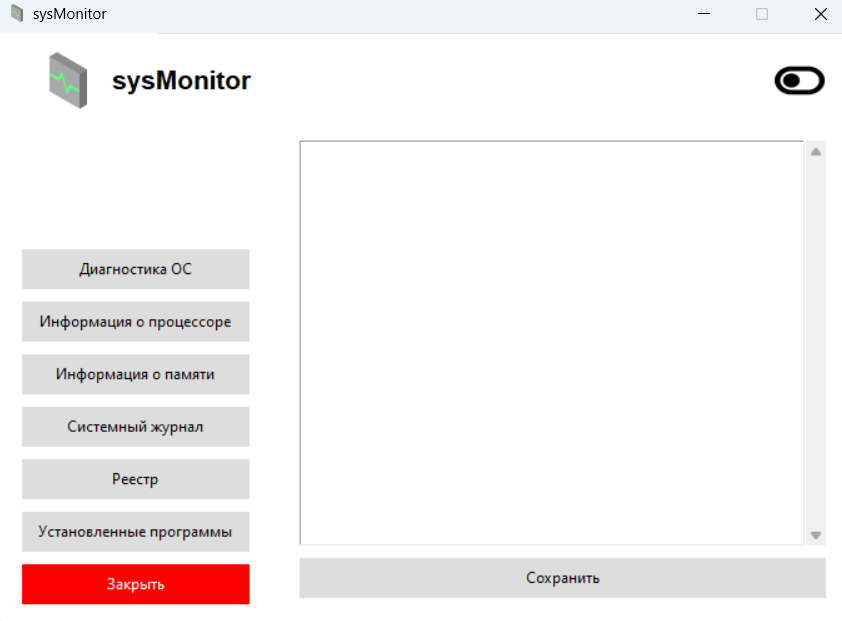 sysMonitor
sysMonitor
Диагностика ОС
Информация о процессоре
Информация о памяти
Системный журнал
Реестр
Установленные программы
Закрыть
Сохранить